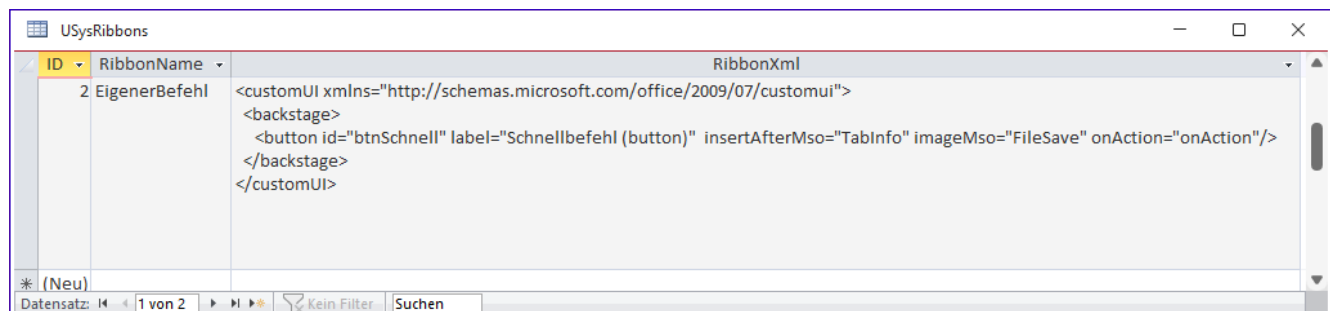 USysRibbons
ID RibbonName RibbonXml
2 EigenerBefehl <customUI xmlns="http://schemas.microsoft.com/office/2009/07/customui">
<backstage>
<button id="btnSchnell" label="Schnellbefehl (button)"  insertAfterMso="TabInfo" imageMso="FileSave" onAction="onAction"/>
</backstage>
</customUI>
(Neu)
Datensatz: 1 von 2 Kein Filter Suchen